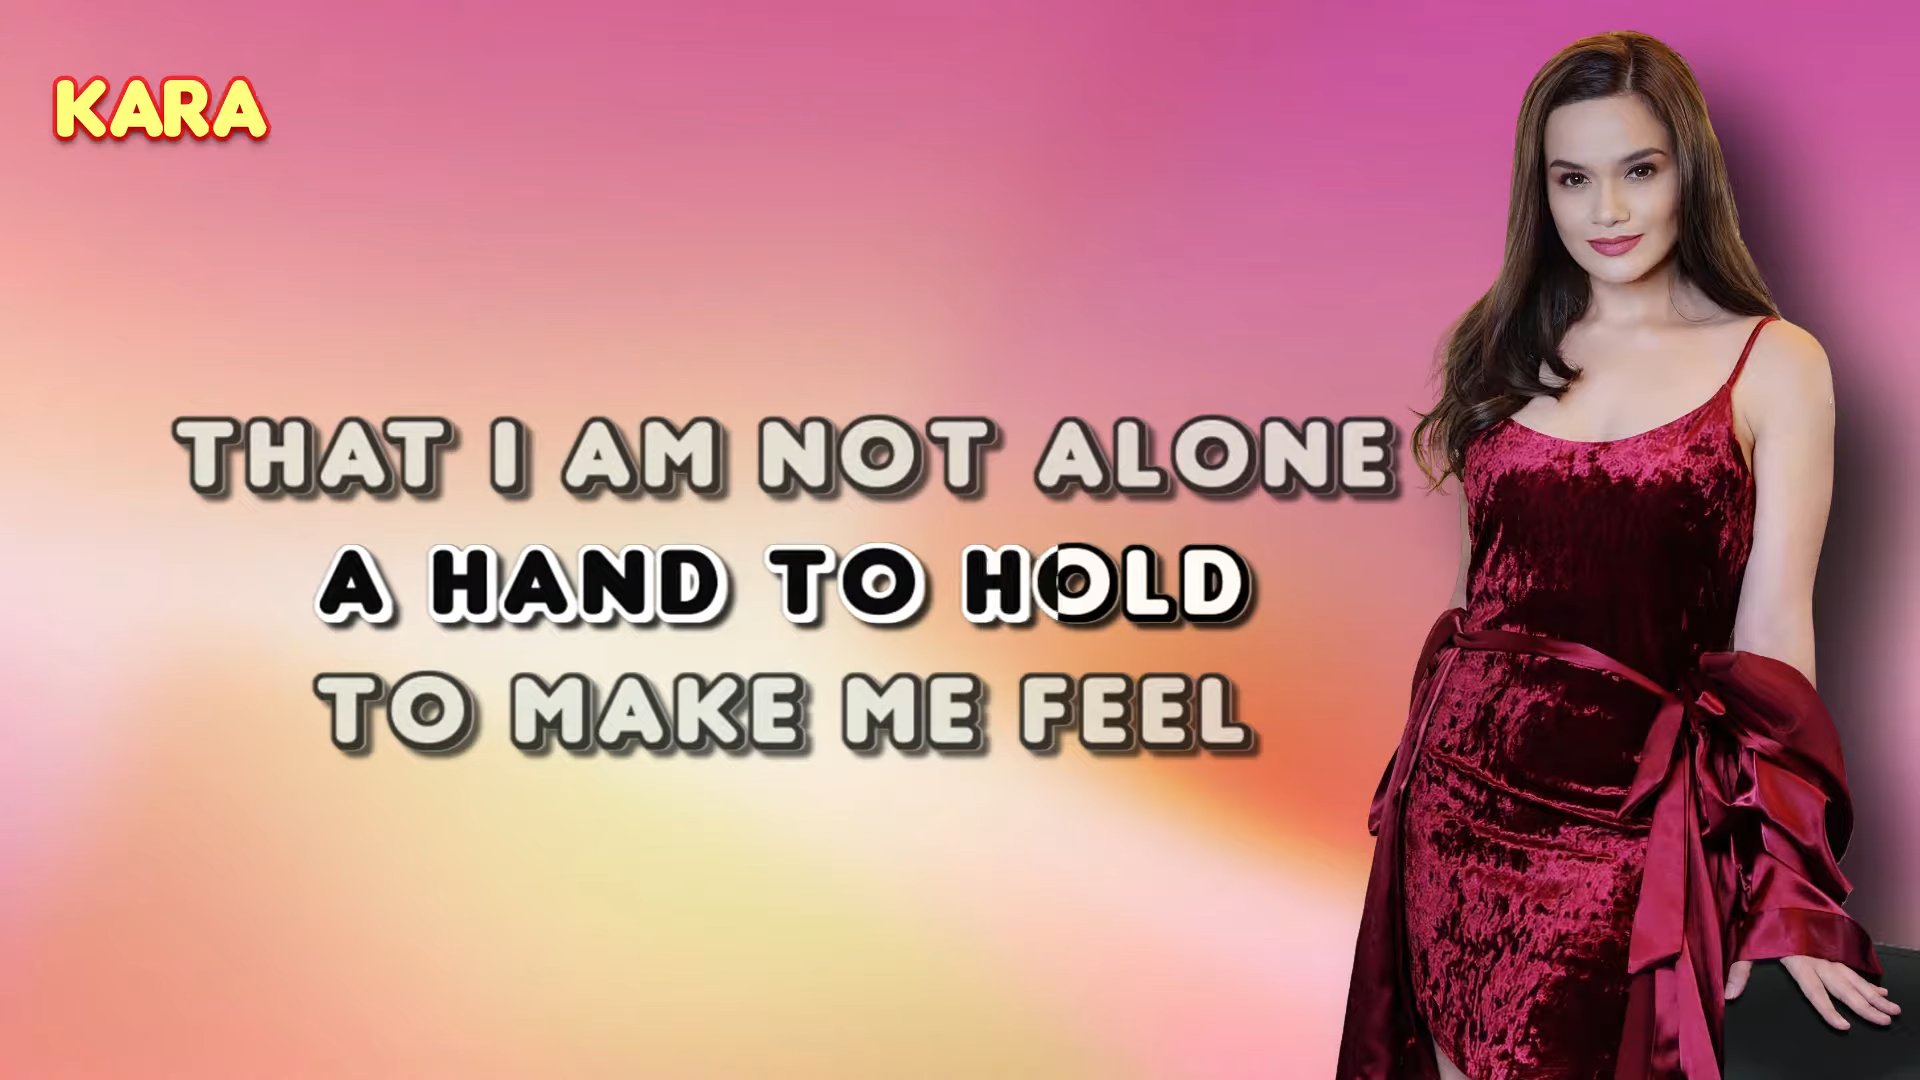 KARA
THAT I AM NOT ALONE
A HAND TO HOLD
TO MAKE ME FEEL